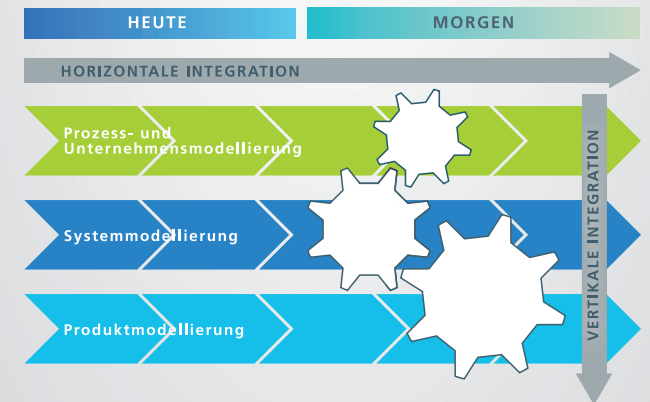 HEUTE
MORGEN
HORIZONTALE INTEGRATION
Prozess- und
Unternehmensmodellierung
Systemmodellierung
Produktmodellierung
VERTIKALE INTEGRATION